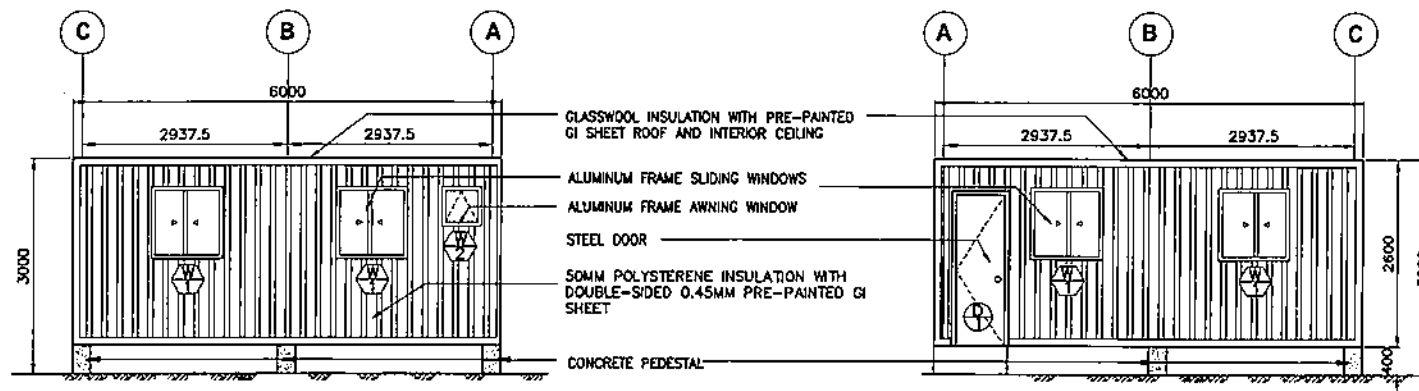 C B A
A B C
6000
6000
2937.5 2937.5
2937.5 2937.5
GLASSWOOL INSULATION WITH PRE-PAINTED
GI SHEET ROOF AND INTERIOR CEILING
ALUMINUM FRAME SLIDING WINDOWS
ALUMINUM FRAME AWNING WINDOW
STEEL DOOR
50MM POLYSTERENE INSULATION WITH
DOUBLE-SIDED 0.45MM PRE-PAINTED GI
SHEET
CONCRETE PEDESTAL
3000
W
1
W
1
W
2
W
1
W
1
D
1
2600
400